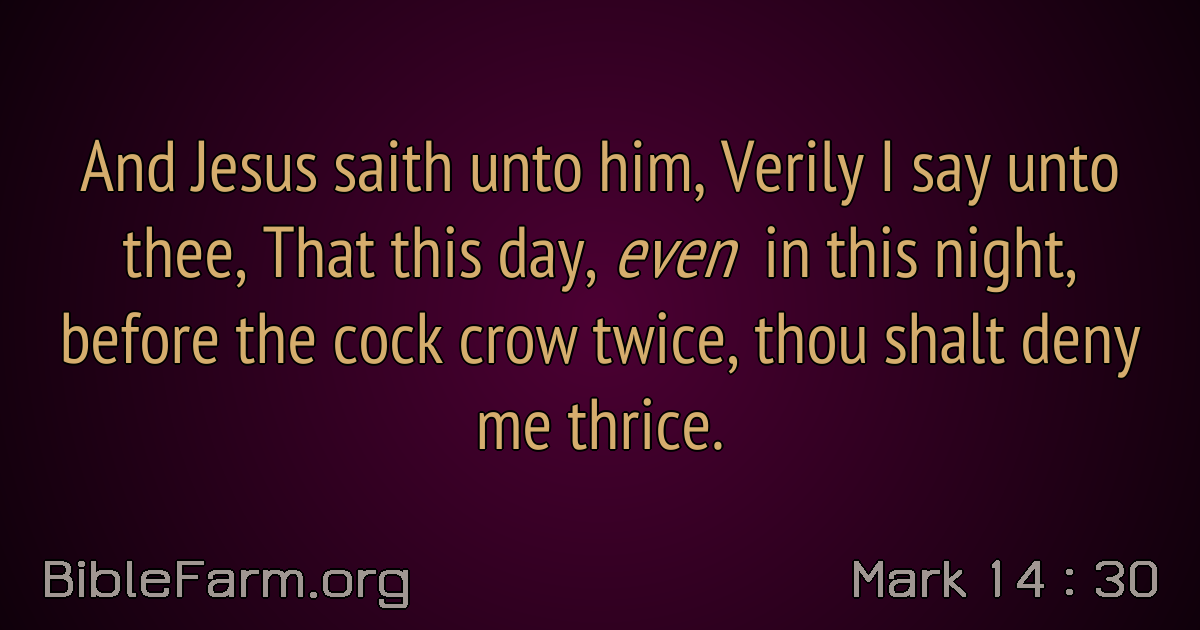 And Jesus saith unto him, Verily I say unto
thee, That this day, even in this night,
before the cock crow twice, thou shalt deny
me thrice.
BibleFarm.org
Mark 14 : 30